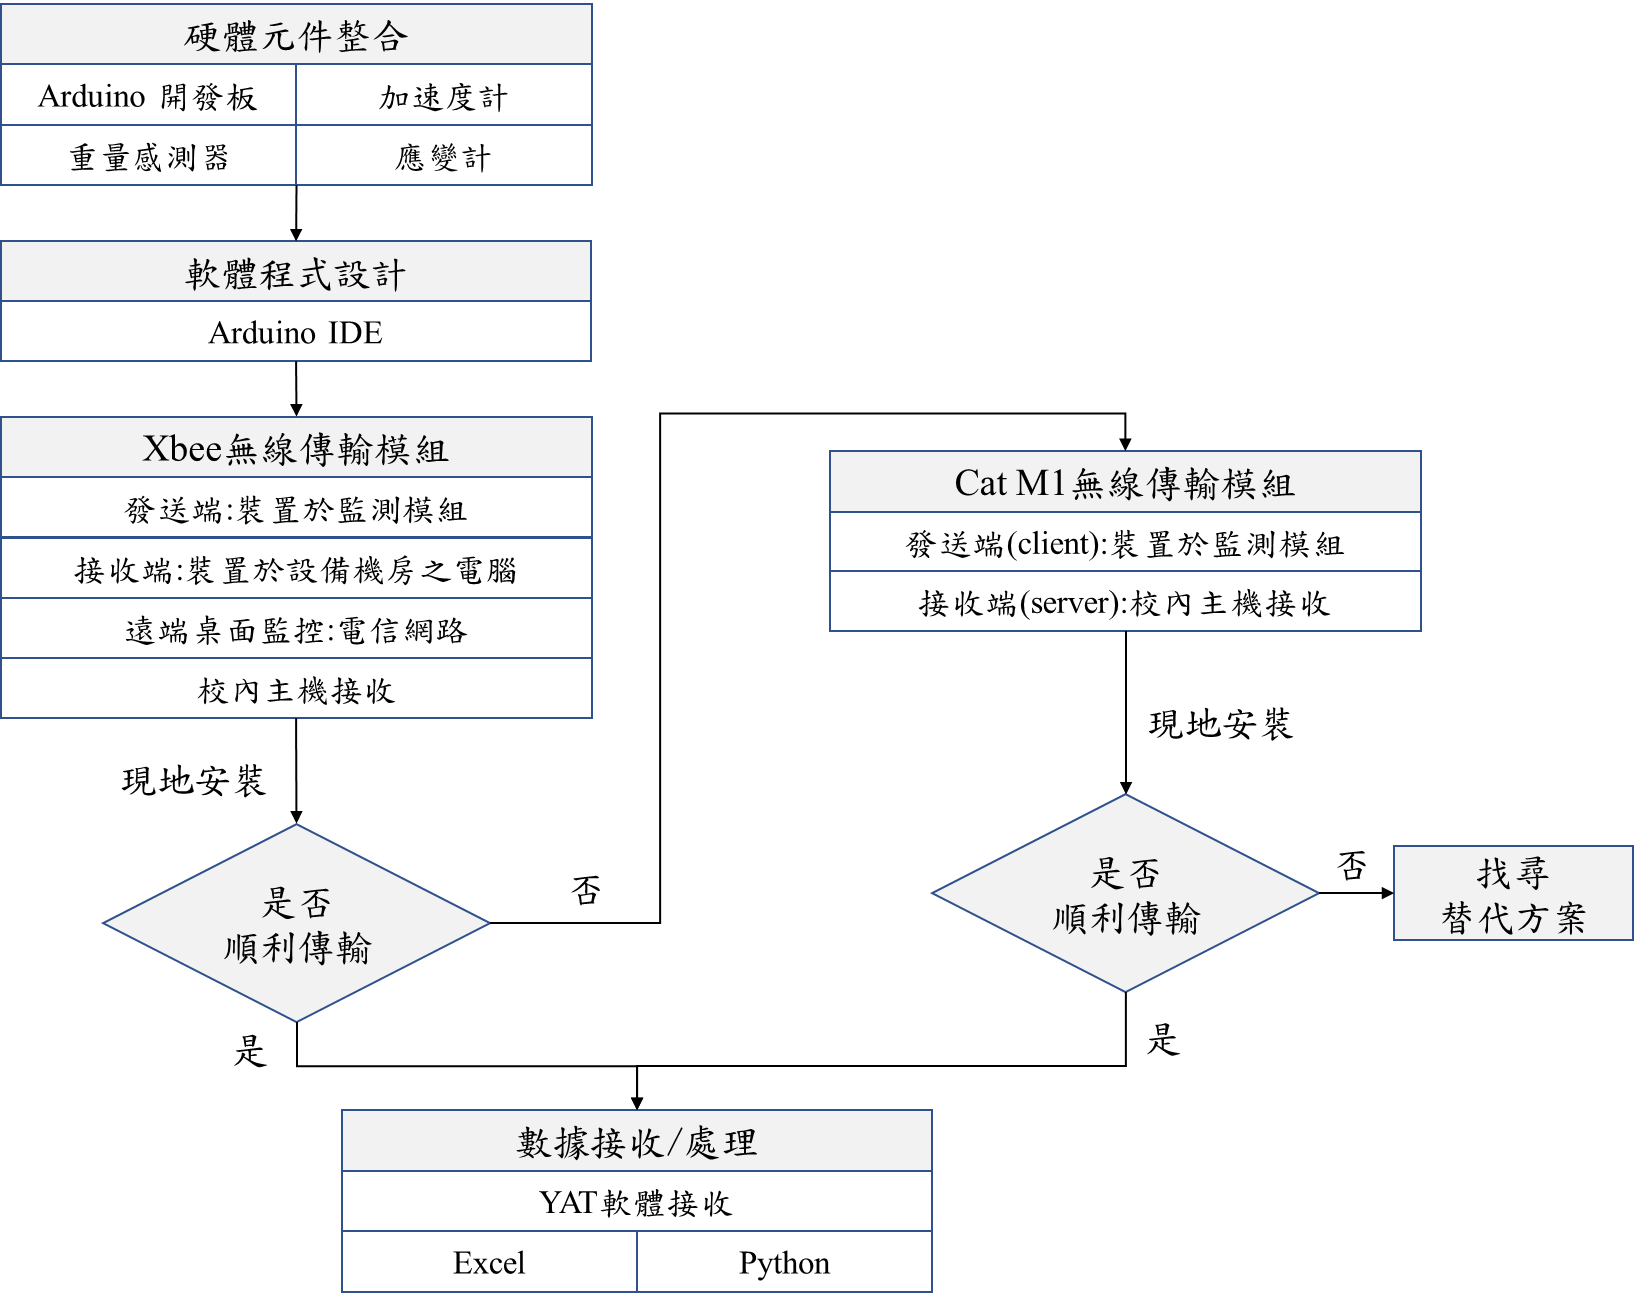 硬體元件整合
Arduino 開發板
加速度計
重量感測器
應變計
軟體程式設計
Arduino IDE
Xbee無線傳輸模組
發送端:裝置於監測模組
接收端:裝置於設備機房之電腦
遠端桌面監控:電信網路
校內主機接收
現地安裝
是否
順利傳輸
否
是
Cat M1無線傳輸模組
發送端(client):裝置於監測模組
接收端(server):校內主機接收
現地安裝
是否
順利傳輸
否
找尋
替代方案
是
數據接收/處理
YAT軟體接收
Excel
Python